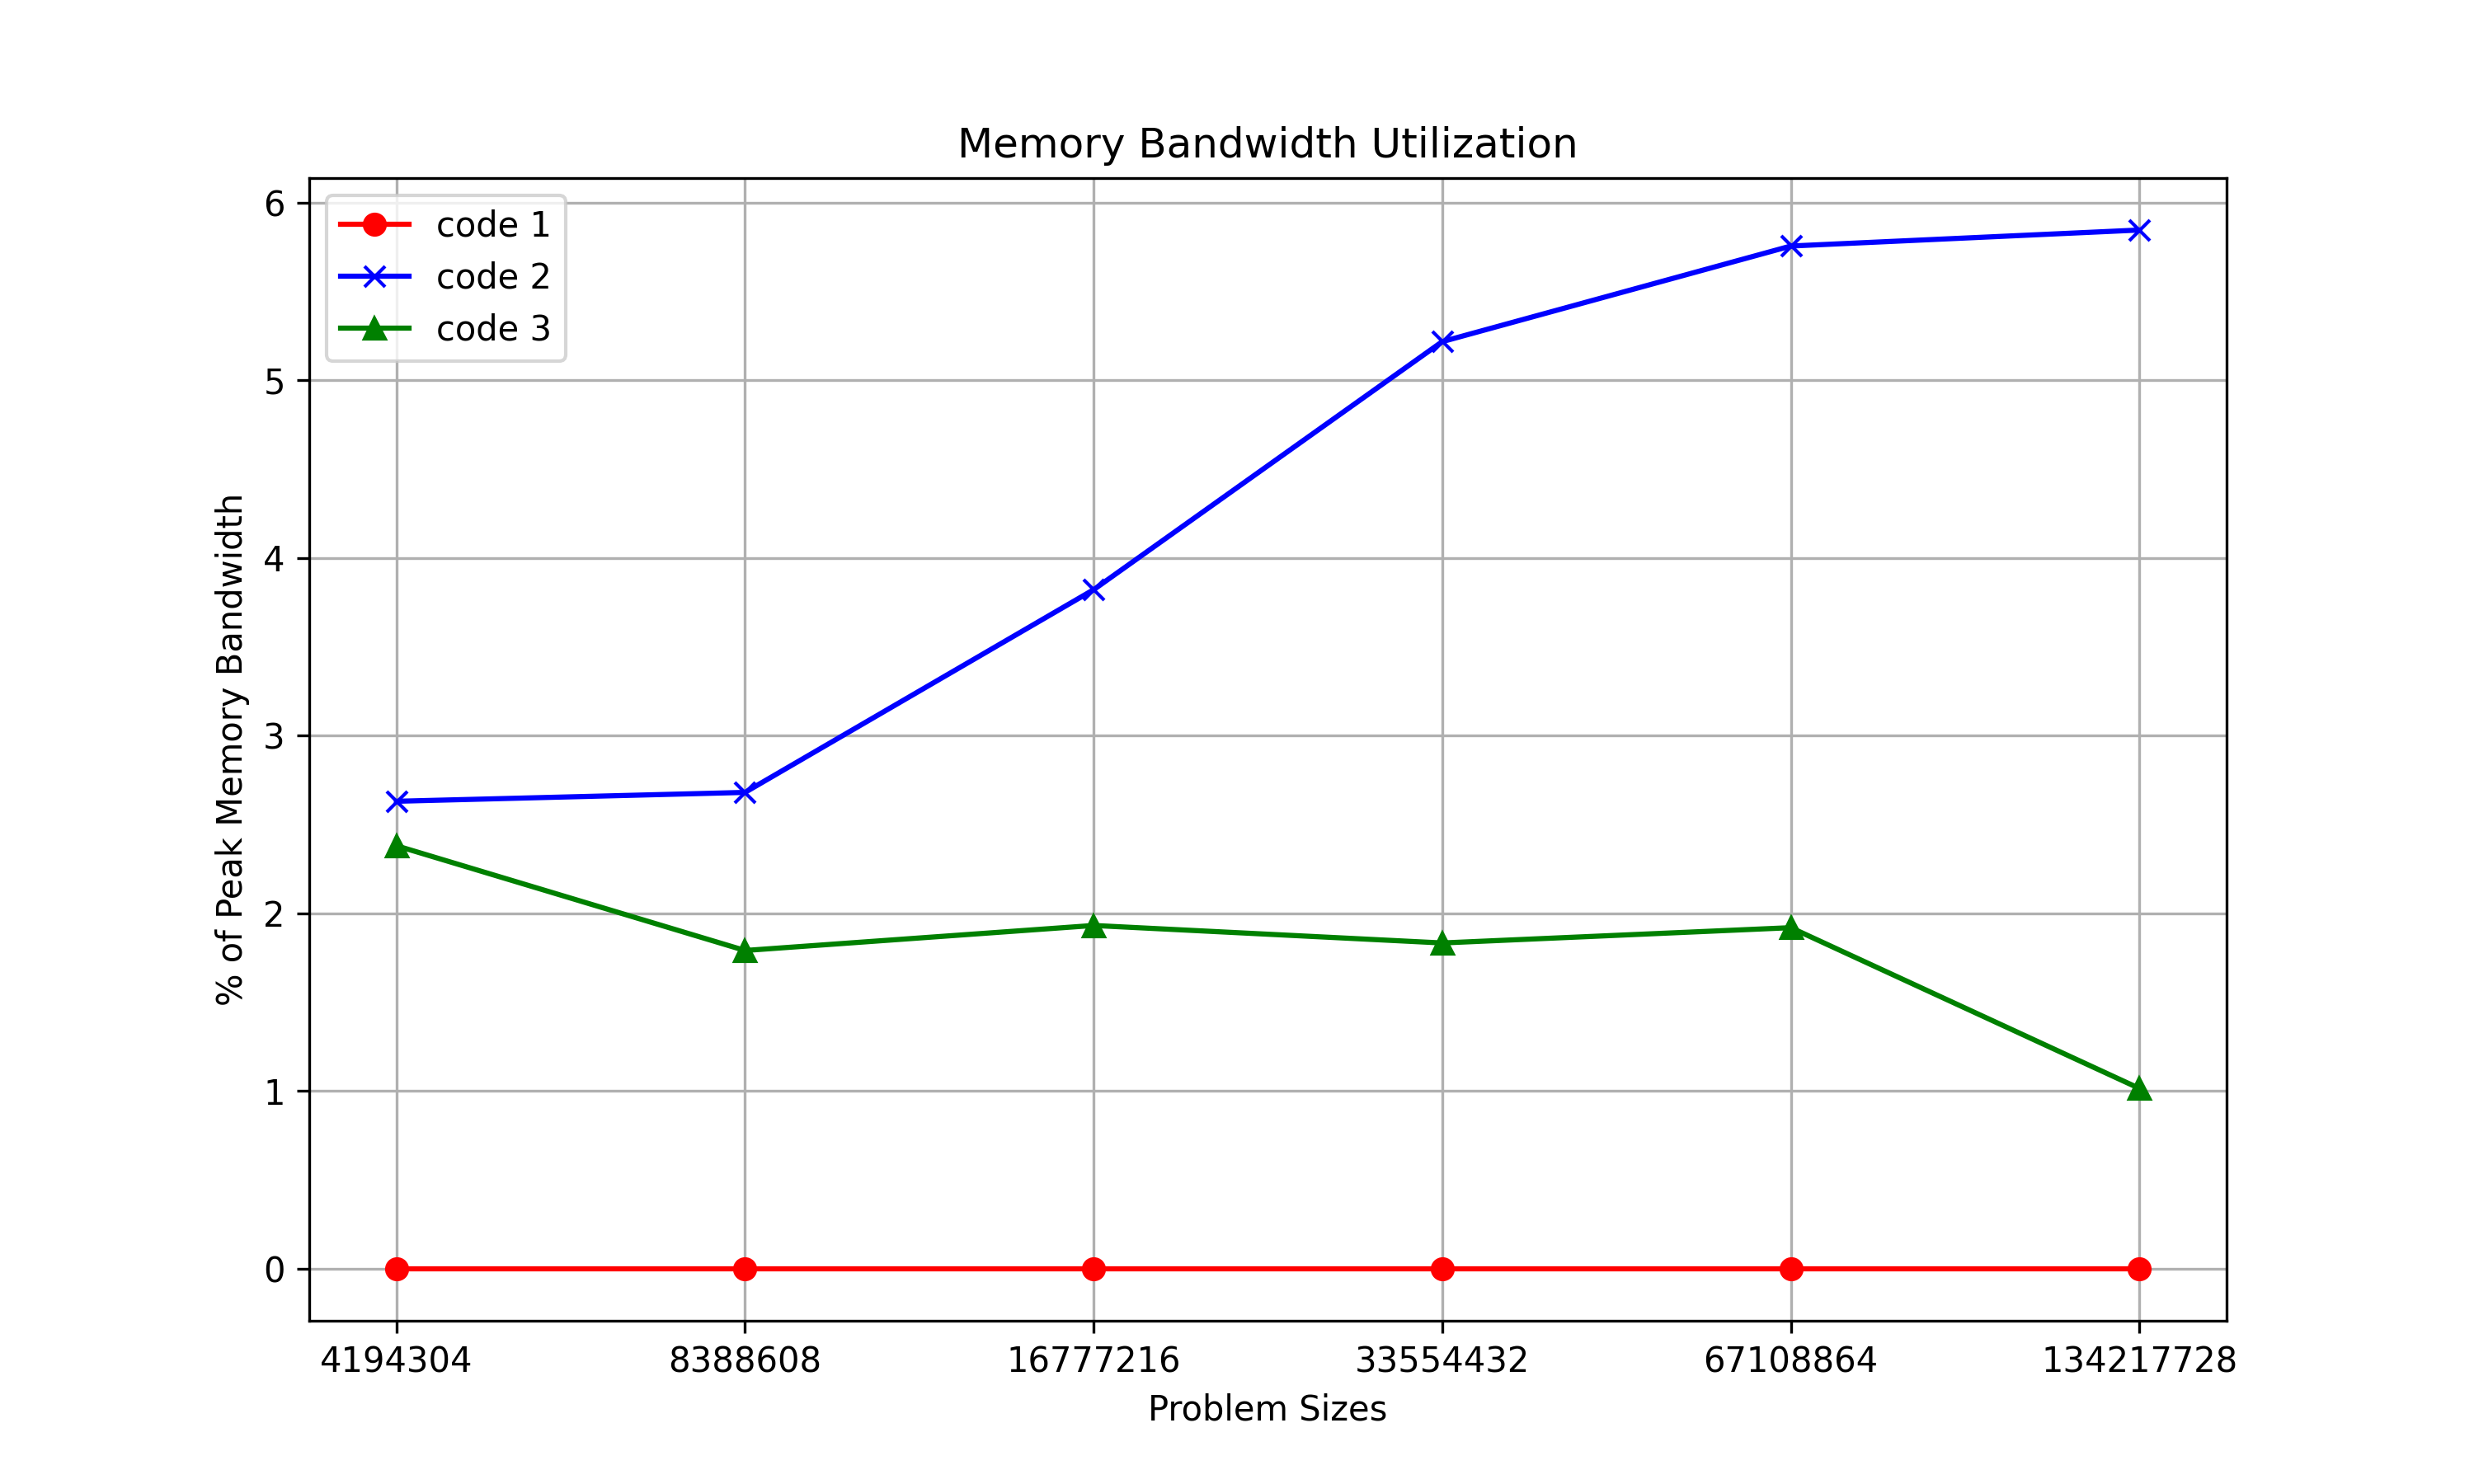 Memory Bandwidth Utilization
code 1
code 2
code 3
% of Peak Memory Bandwidth
6
5
4
3
2
1
0
4194304 8388608 16777216 33554432 67108864 134217728
Problem Sizes